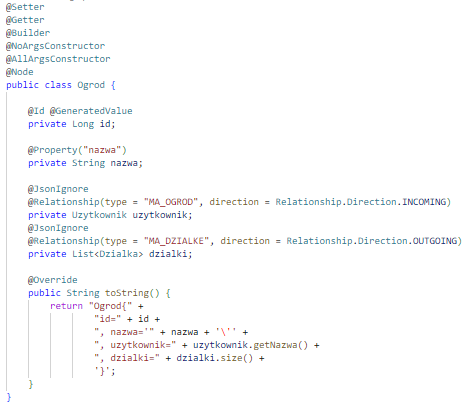 @Setter
@Getter
@Builder
@NoArgsConstructor
@AllArgsConstructor
@Node
public class Ogrod {
@Id @GeneratedValue
private Long id;
@Property("nazwa")
private String nazwa;
@JsonIgnore
@Relationship(type = "MA_OGROD", direction = Relationship.Direction.INCOMING)
private Uzytkownik uzytkownik;
@JsonIgnore
@Relationship(type = "MA_DZIALKE", direction = Relationship.Direction.OUTGOING)
private List<Dzialka> dzialki;
@Override
public String toString() {
return "Ogrod{" +
"id=" + id +
", nazwa='" + nazwa + '\'' +
", uzytkownik=" + uzytkownik.getNazwa() +
", dzialki=" + dzialki.size() +
'}';
}
}